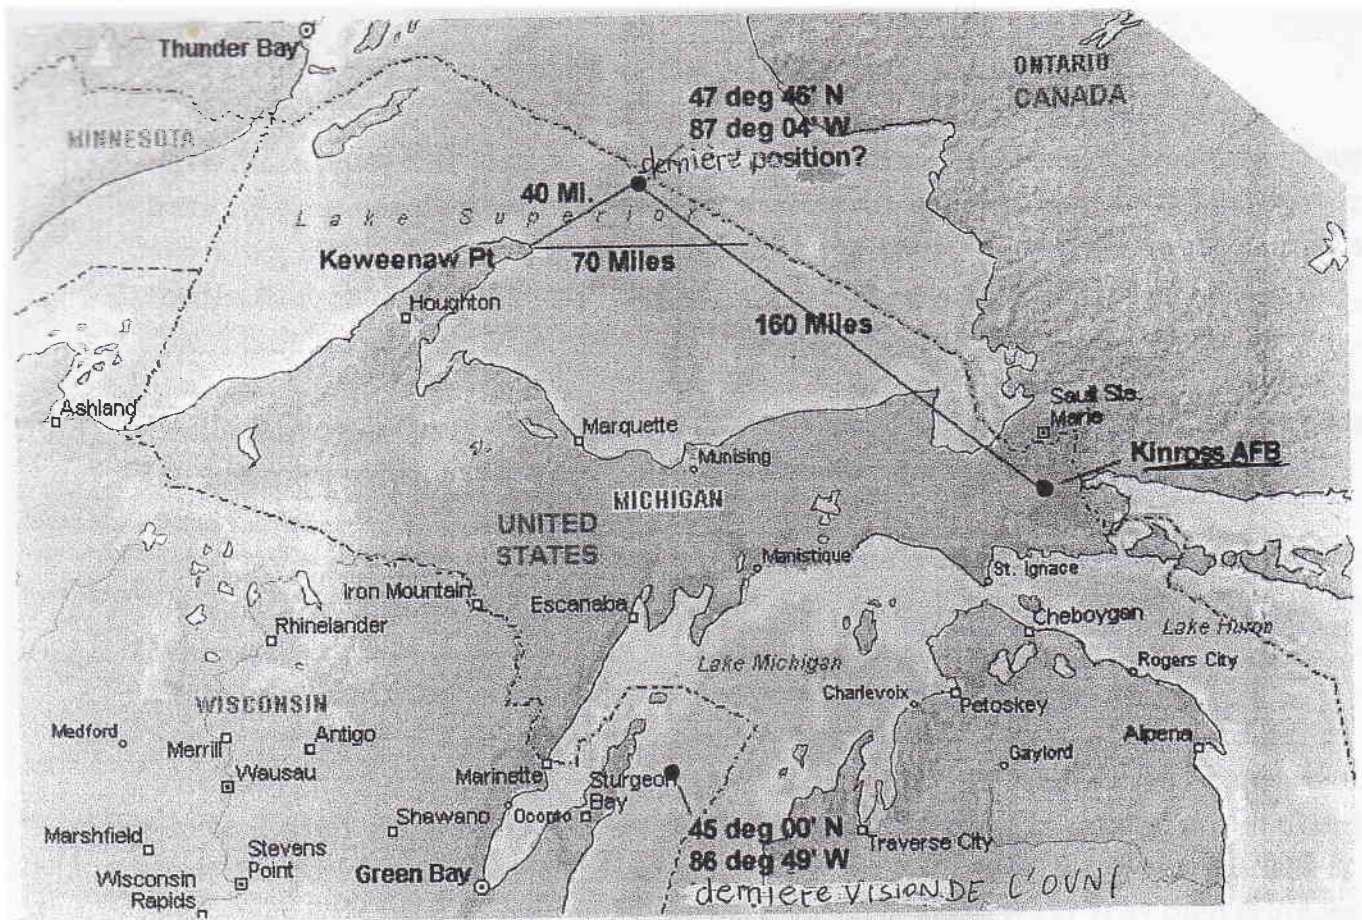 Thunder Bay
ONTARIO
CANADA
47 deg 46' N
87 deg 04' W
dernière position?
MINNESOTA
40 Mi.
Lake Superior
Keweenaw Pt
70 Miles
Houghton
160 Miles
Ashland
Sault Ste.
Marie
Marquette
Munising
Kinross AFB
MICHIGAN
UNITED
STATES
Manistique
St. Ignace
Iron Mountain
Escanaba
Cheboygan
Rhinelander
Lake Huron
Lake Michigan
Rogers City
Charlevoix
WISCONSIN
Petoskey
Medford
Merrill
Antigo
Alpena
Gaylord
Wausau
Marinette
Sturgeon
Bay
Oconto
Shawano
Marshfield
45 deg 00' N
86 deg 49' W
Traverse City
Stevens
Point
Green Bay
Wisconsin
Rapids
dernière VISION DE L'OVNI